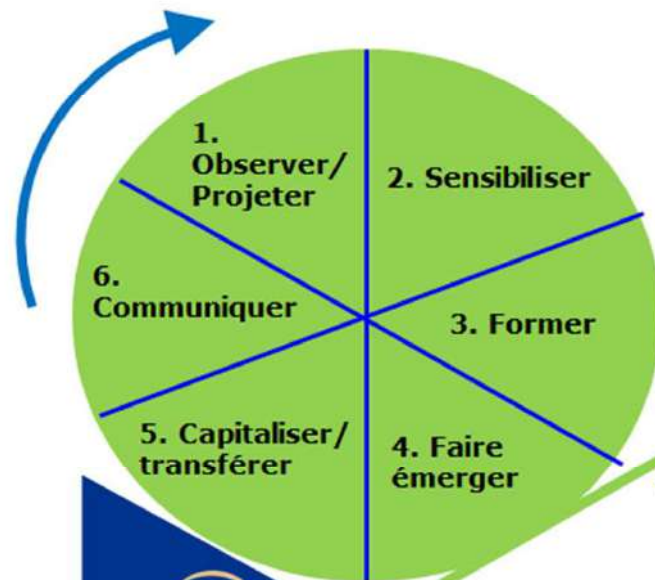 1.
Observer/
Projeter
2. Sensibiliser
3. Former
4. Faire
émerger
5. Capitaliser/
transférer
6.
Communiquer